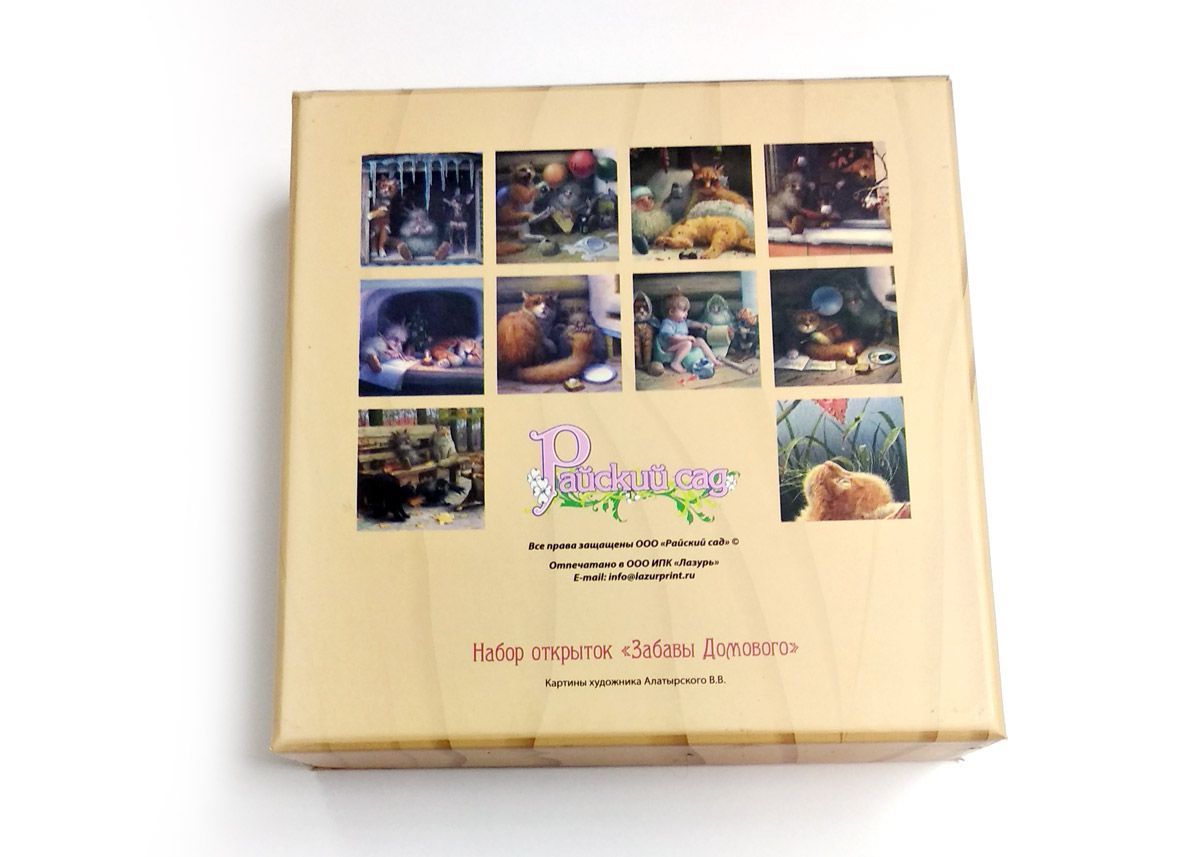 Райский сад
Все права защищены ООО «Райский сад» ©
Отпечатано в ООО ИПК «Лазурь»
E-mail: info@lazurprint.ru
Набор открыток «Забавы Домового»
Картины художника Алатырского В.В.